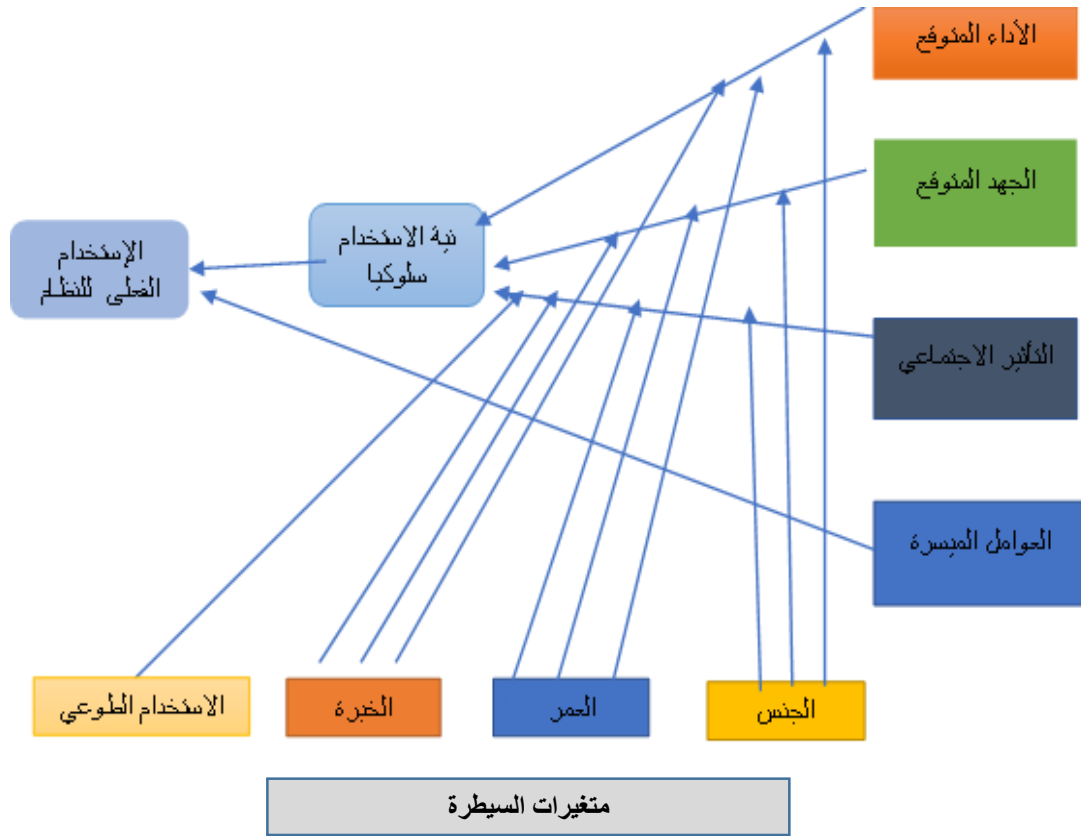 الأداء المتوقع
الجهد المتوقع
نية الاستخدام
سلوكيا
الإستخدام
الفعلي للنظام
التأثير الاجتماعي
العوامل الميسرة
الجنس
العمر
الخبرة
الاستخدام الطوعي
متغيرات السيطرة